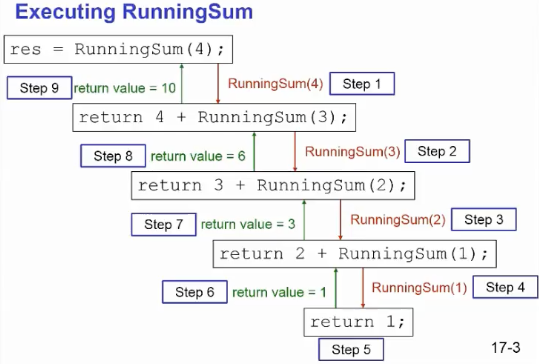 Executing RunningSum
res = RunningSum(4);
Step 9 return value = 10 RunningSum(4) Step 1
return 4 + RunningSum(3);
Step 8 return value = 6 RunningSum(3) Step 2
return 3 + RunningSum(2);
Step 7 return value = 3 RunningSum(2) Step 3
return 2 + RunningSum(1);
Step 6 return value = 1 RunningSum(1) Step 4
return 1;
Step 5
17-3